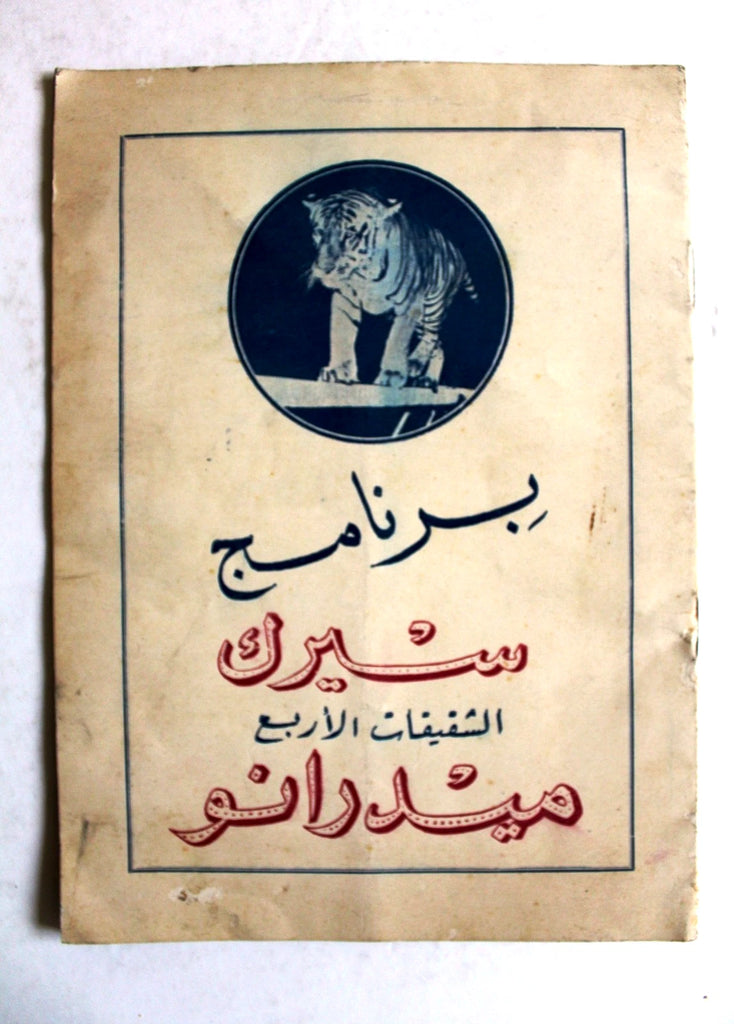 برنامج
سيرك
الشقيقات الأربع
ميدرانو